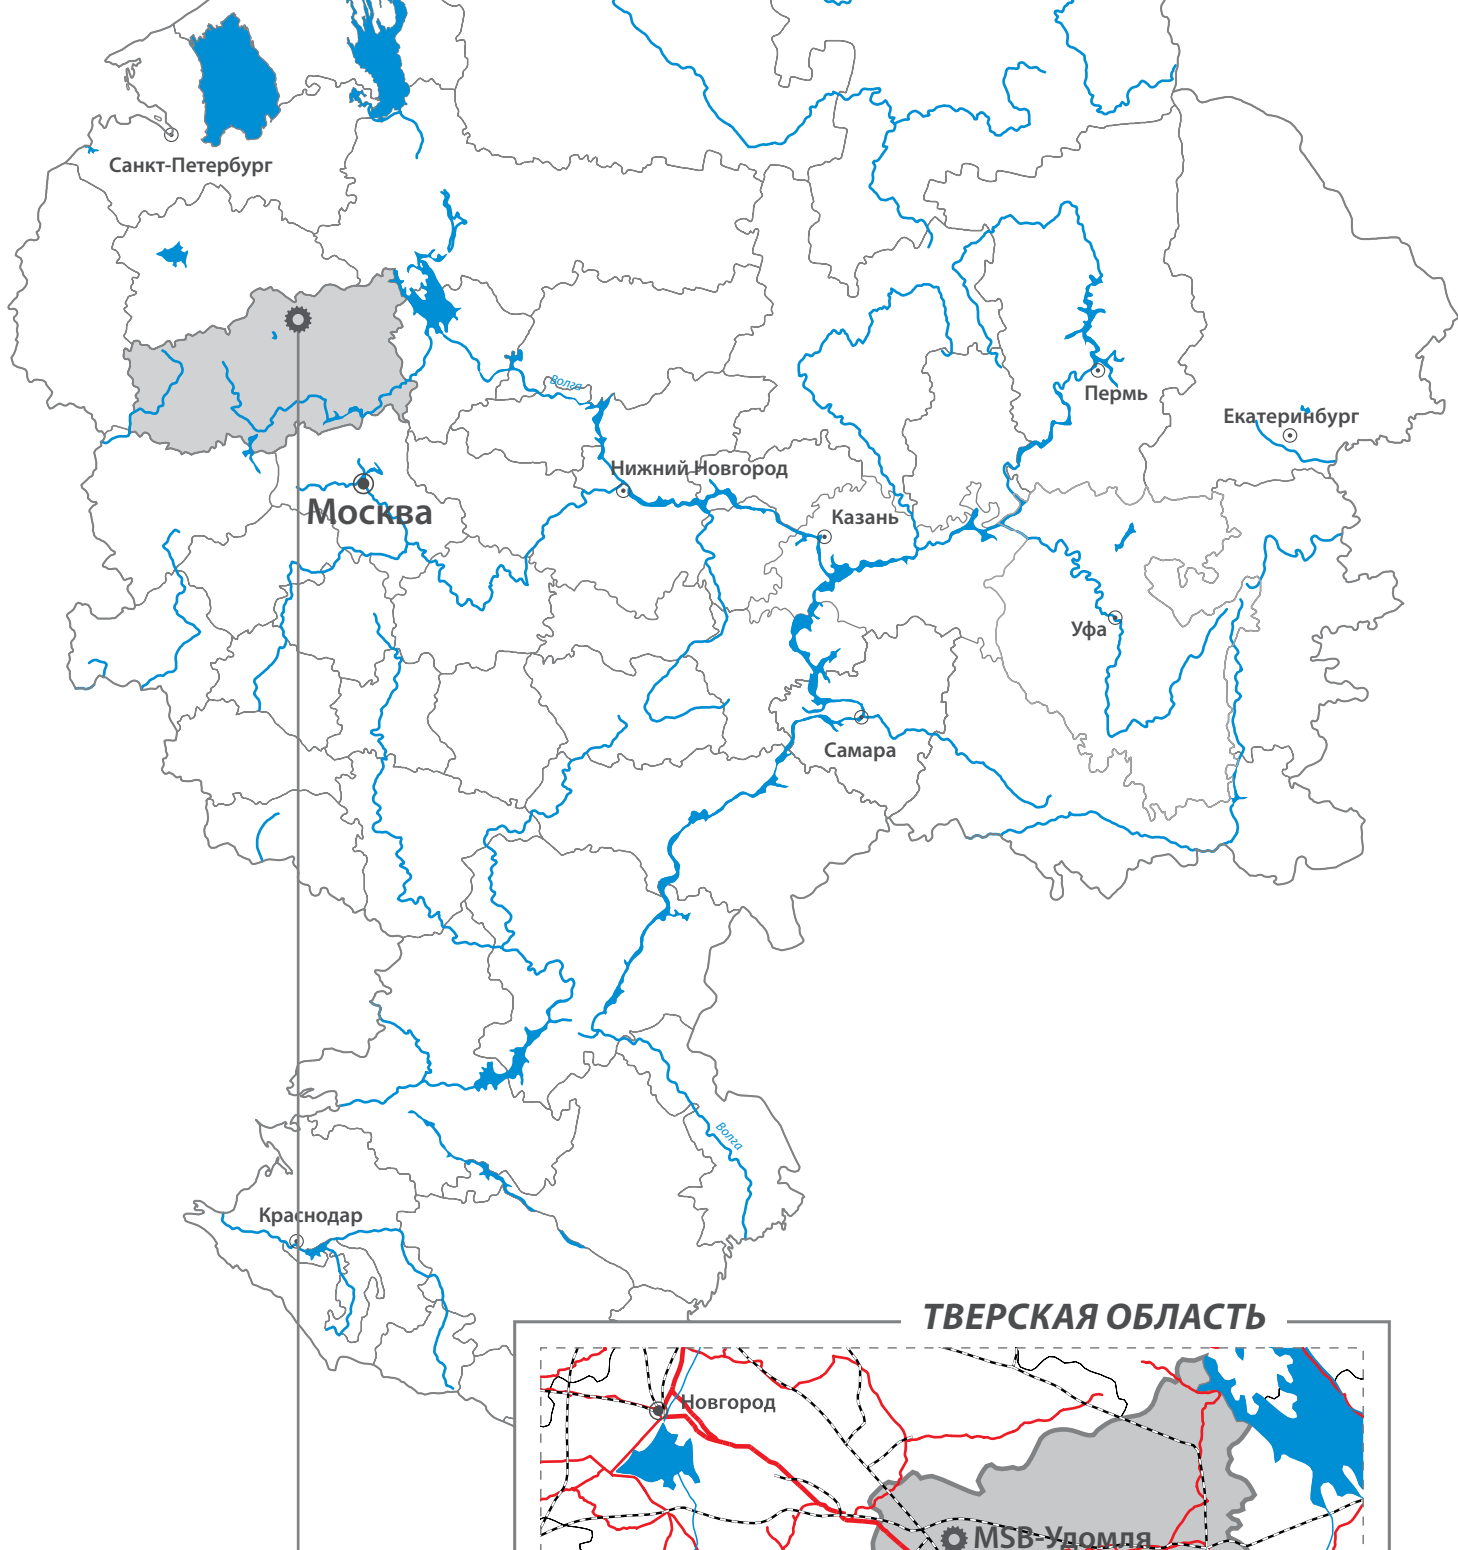 Санкт-Петербург
Волга
Пермь
Екатеринбург
Нижний Новгород
Москва
Казань
Уфа
Самара
Волга
Краснодар
ТВЕРСКАЯ ОБЛАСТЬ
Новгород
MSB-Удомля